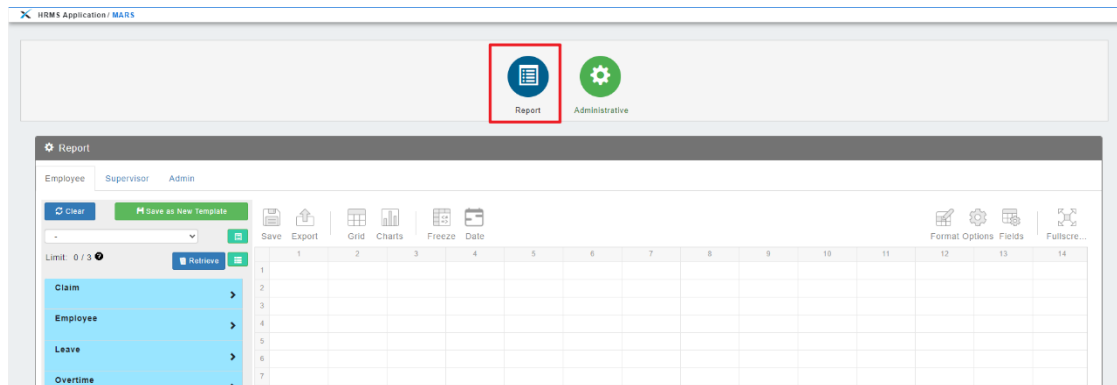 HRMS Application / MARS
Report Administrative
Report
Employee Supervisor Admin
Clear Save as New Template
Save Export Grid Charts Freeze Date Format Options Fields Fullscre...
-
Limit: 0 / 3 ? Retrieve
1 2 3 4 5 6 7 8 9 10 11 12 13 14
1
Claim
2
3
Employee
4
5
Leave
6
Overtime
7